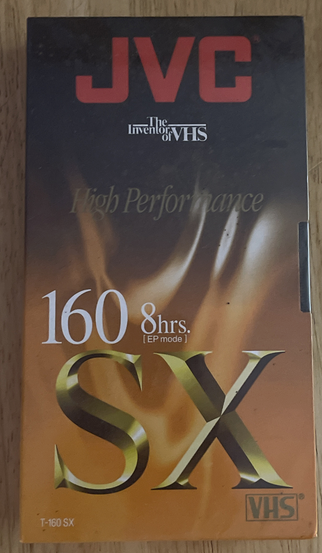 JVC
The
Inventor
of VHS
High Performance
160 8hrs.
[EP mode]
SX
VHS®
T-160 SX